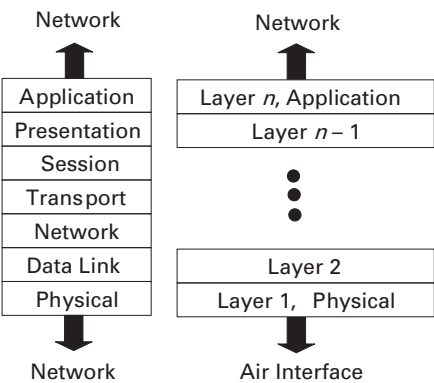 Network
Application
Presentation
Session
Transport
Network
Data Link
Physical
Network
Network
Layer n, Application
Layer n – 1
Layer 2
Layer 1, Physical
Air Interface